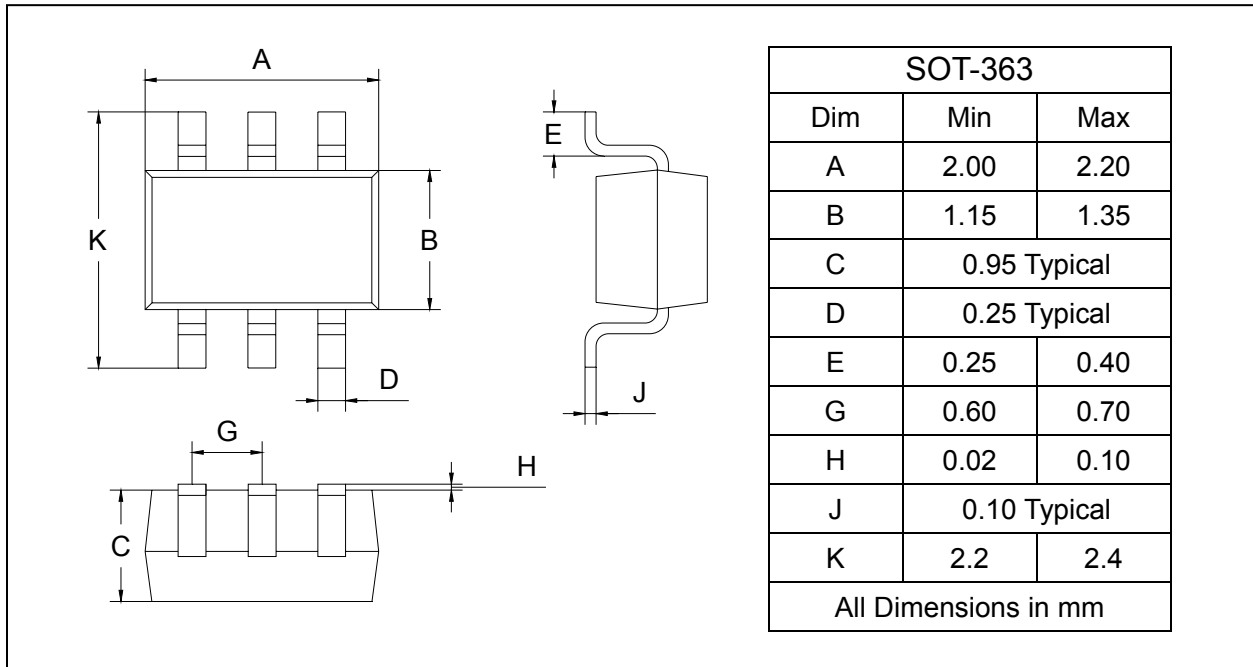 A
K
B
D
E
J
G
H
C
SOT-363
Dim Min Max
A 2.00 2.20
B 1.15 1.35
C 0.95 Typical
D 0.25 Typical
E 0.25 0.40
G 0.60 0.70
H 0.02 0.10
J 0.10 Typical
K 2.2 2.4
All Dimensions in mm